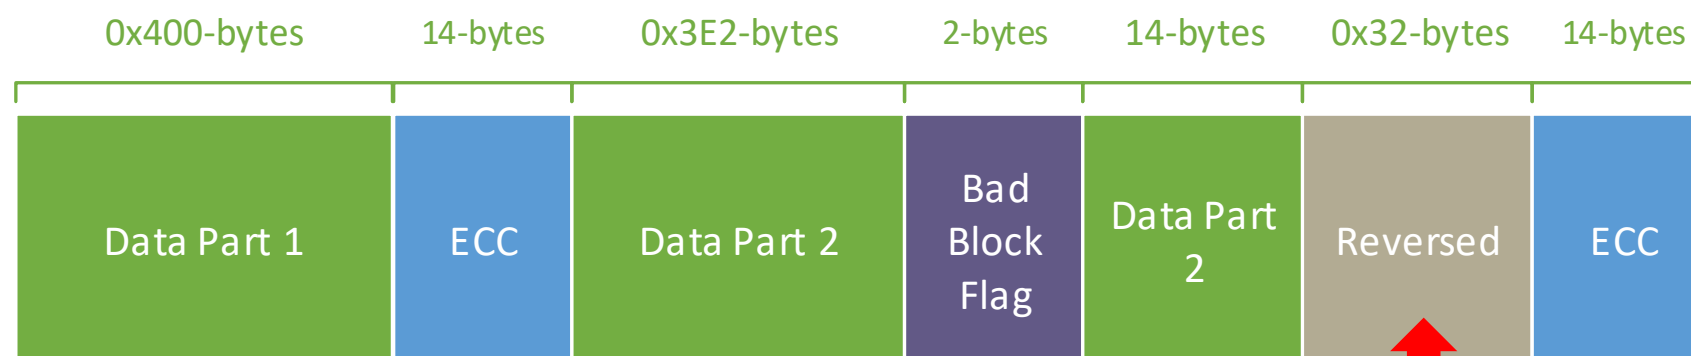 0x400-bytes 14-bytes 0x3E2-bytes 2-bytes 14-bytes 0x32-bytes 14-bytes
Data Part 1
ECC
Data Part 2
Bad
Block
Flag
Data Part
2
Reversed
ECC